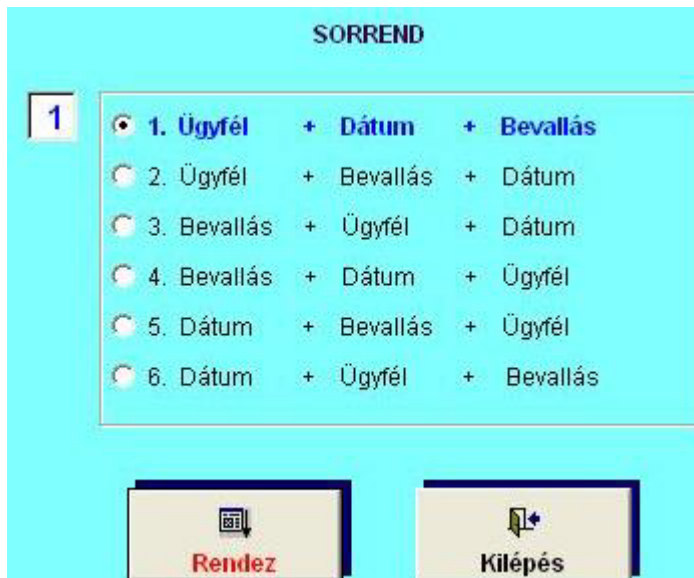 SORREND
1
1. Ügyfél + Dátum + Bevallás
2. Ügyfél + Bevallás + Dátum
3. Bevallás + Ügyfél + Dátum
4. Bevallás + Dátum + Ügyfél
5. Dátum + Bevallás + Ügyfél
6. Dátum + Ügyfél + Bevallás
Rendez Kilépés